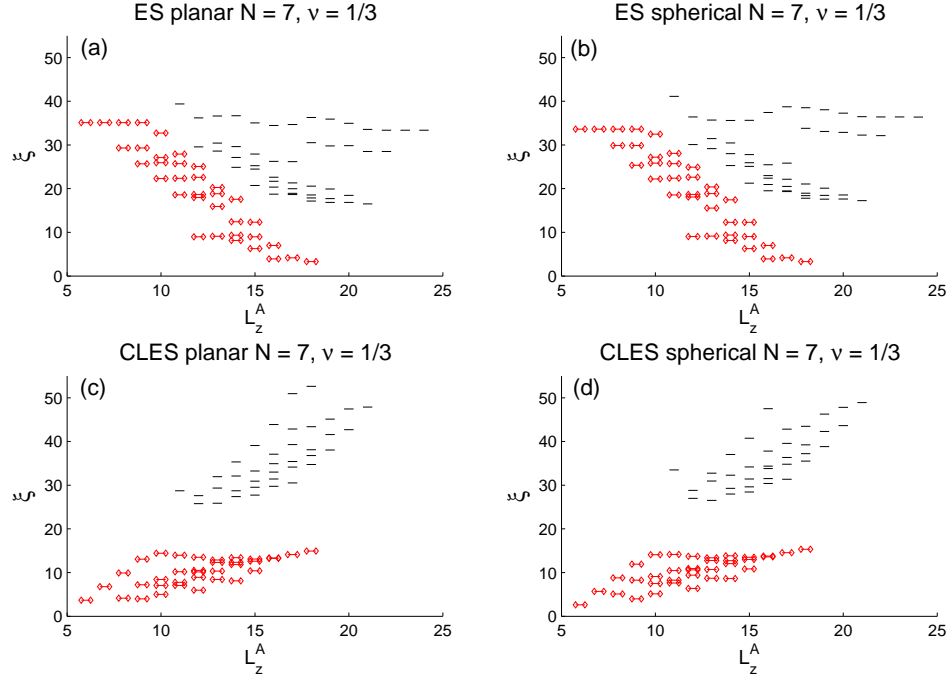 ES planar N = 7, ν = 1/3
ES spherical N = 7, ν = 1/3
(a)
(b)
50
40
30
20
10
0
ξ
5
10
15
20
25
L_z^A
50
40
30
20
10
0
ξ
5
10
15
20
25
L_z^A
CLES planar N = 7, ν = 1/3
CLES spherical N = 7, ν = 1/3
(c)
(d)
50
40
30
20
10
0
ξ
5
10
15
20
25
L_z^A
50
40
30
20
10
0
ξ
5
10
15
20
25
L_z^A